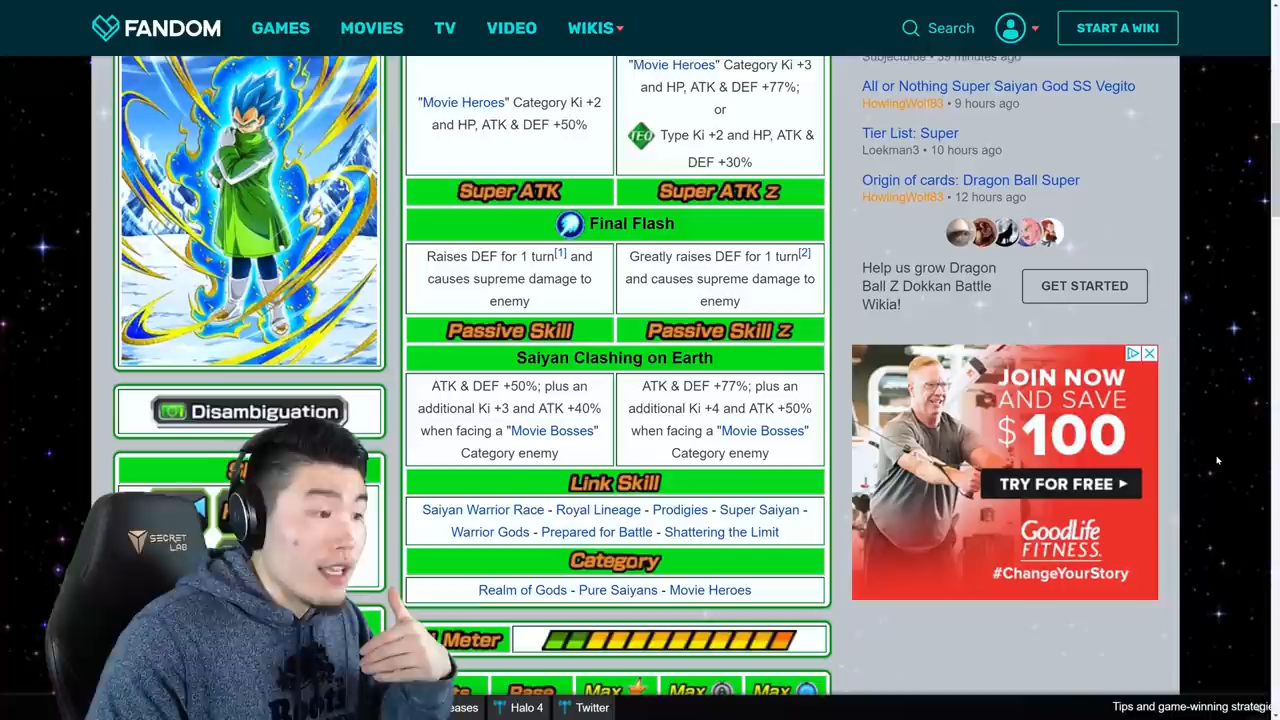 FANDOM GAMES MOVIES TV VIDEO WIKIS Search START A WIKI
"Movie Heroes" Category Ki +2
and HP, ATK & DEF +50%
"Movie Heroes" Category Ki +3
and HP, ATK & DEF +77%;
or
TEQ Type Ki +2 and HP, ATK &
DEF +30%
Super ATK Super ATK Z
Final Flash
Raises DEF for 1 turn[1] and
causes supreme damage to
enemy
Greatly raises DEF for 1 turn[2]
and causes supreme damage to
enemy
Passive Skill Passive Skill Z
Saiyan Clashing on Earth
ATK & DEF +50%; plus an
additional Ki +3 and ATK +40%
when facing a "Movie Bosses"
Category enemy
ATK & DEF +77%; plus an
additional Ki +4 and ATK +50%
when facing a "Movie Bosses"
Category enemy
Link Skill
Saiyan Warrior Race - Royal Lineage - Prodigies - Super Saiyan -
Warrior Gods - Prepared for Battle - Shattering the Limit
Category
Realm of Gods - Pure Saiyans - Movie Heroes
Meter
Base Max Max Max
Disambiguation
SECRET
LAB
All or Nothing Super Saiyan God SS Vegito
HowlingWolf83 • 9 hours ago
Tier List: Super
Loekman3 • 10 hours ago
Origin of cards: Dragon Ball Super
HowlingWolf83 • 12 hours ago
Help us grow Dragon
Ball Z Dokkan Battle
Wikia!
GET STARTED
JOIN NOW
AND SAVE
$100
TRY FOR FREE
GoodLife
FITNESS.
#ChangeYourStory
Halo 4 Twitter
Tips and game-winning